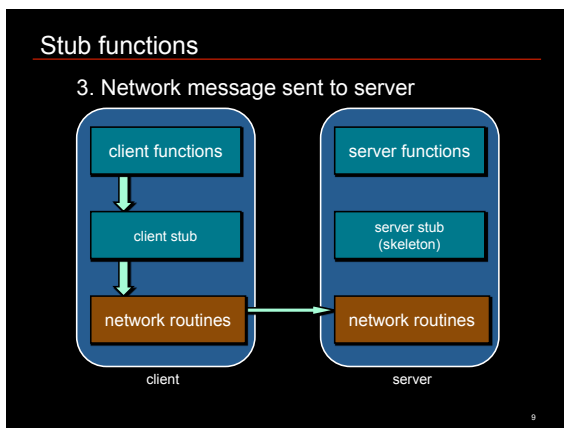 Stub functions
3. Network message sent to server
client functions
server functions
client stub
server stub
(skeleton)
network routines
network routines
client
server
9